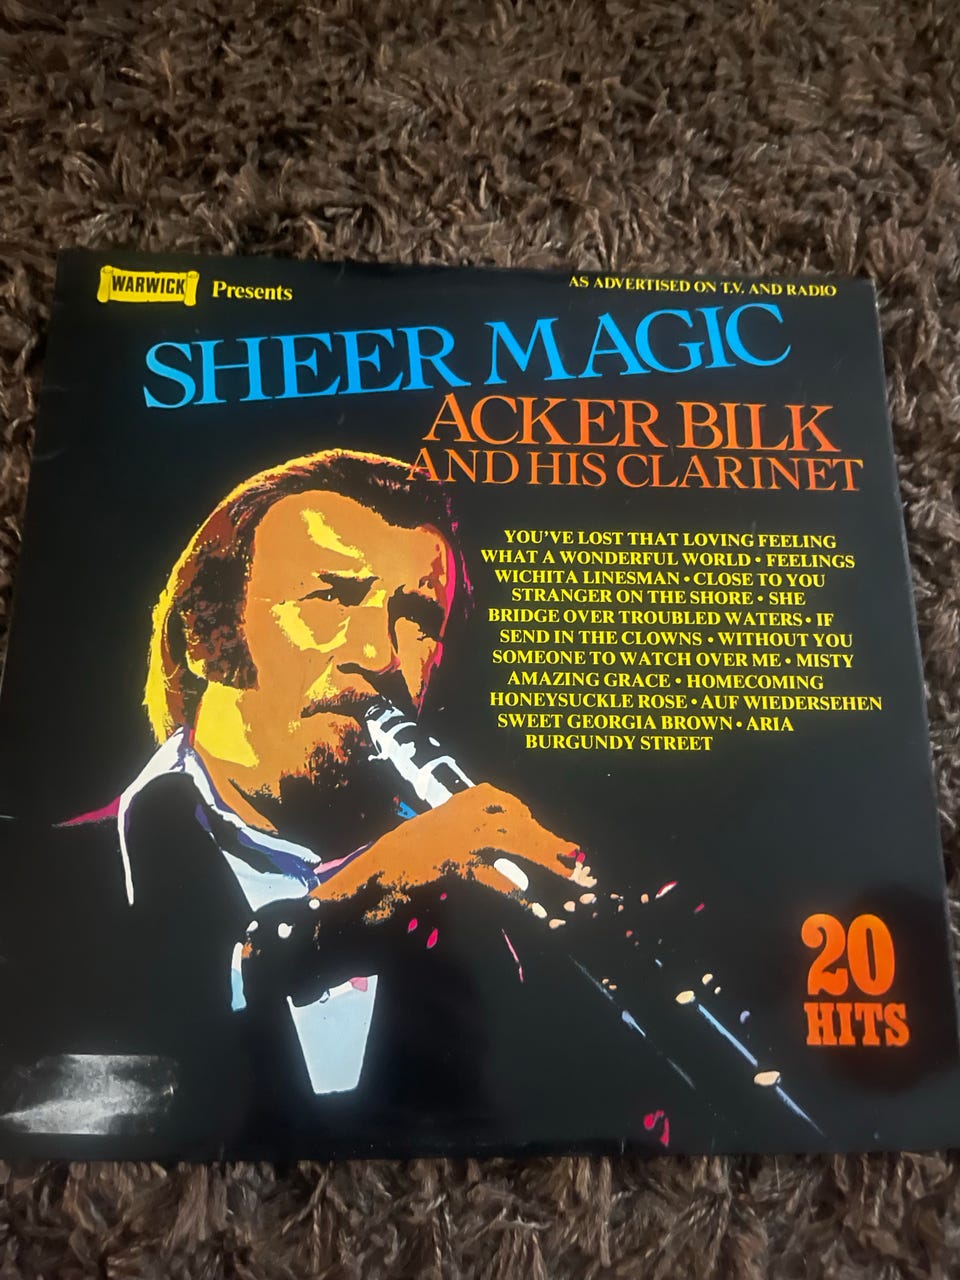 WARWICK Presents
AS ADVERTISED ON T.V. AND RADIO
SHEER MAGIC
ACKER BILK
AND HIS CLARINET
YOU'VE LOST THAT LOVING FEELING
WHAT A WONDERFUL WORLD • FEELINGS
WICHITA LINESMAN • CLOSE TO YOU
STRANGER ON THE SHORE • SHE
BRIDGE OVER TROUBLED WATERS • IF
SEND IN THE CLOWNS • WITHOUT YOU
SOMEONE TO WATCH OVER ME • MISTY
AMAZING GRACE • HOMECOMING
HONEYSUCKLE ROSE • AUF WIEDERSEHEN
SWEET GEORGIA BROWN • ARIA
BURGUNDY STREET
20
HITS